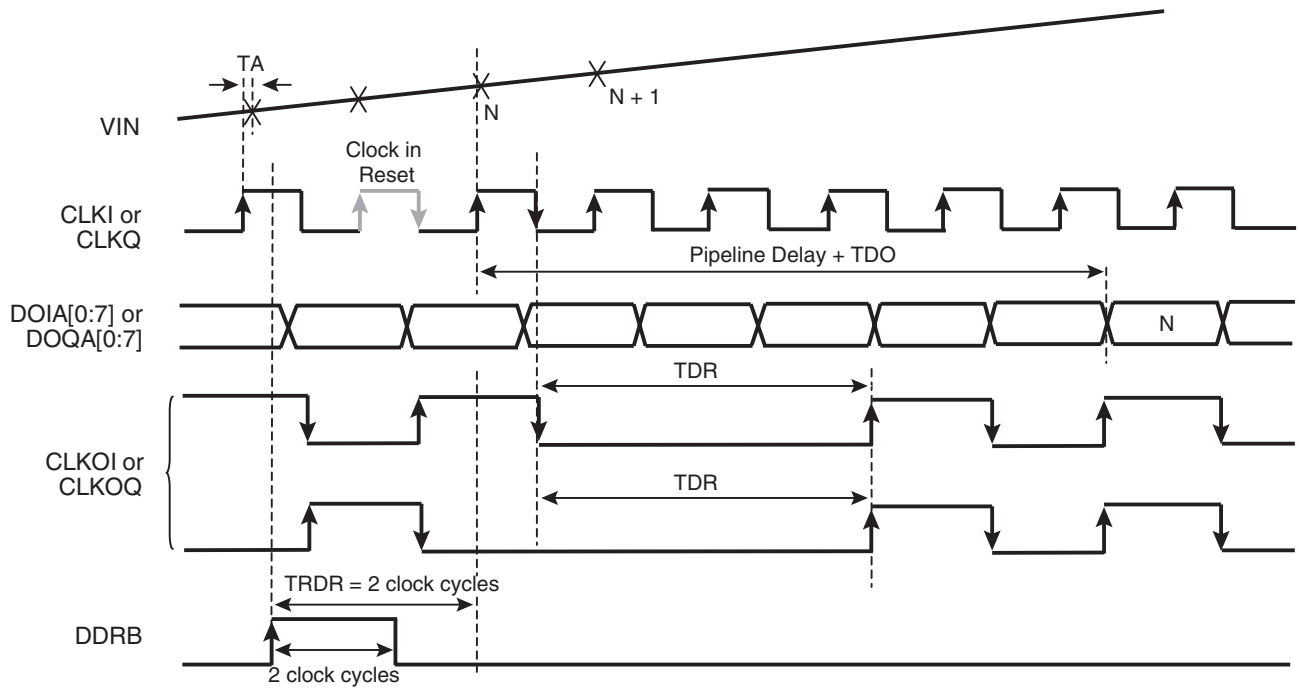 TA
N
N + 1
VIN
Clock in
Reset
CLKI or
CLKQ
Pipeline Delay + TDO
DOIA[0:7] or
DOQA[0:7]
N
TDR
CLKOI or
CLKOQ
TDR
TRDR = 2 clock cycles
DDRB
2 clock cycles